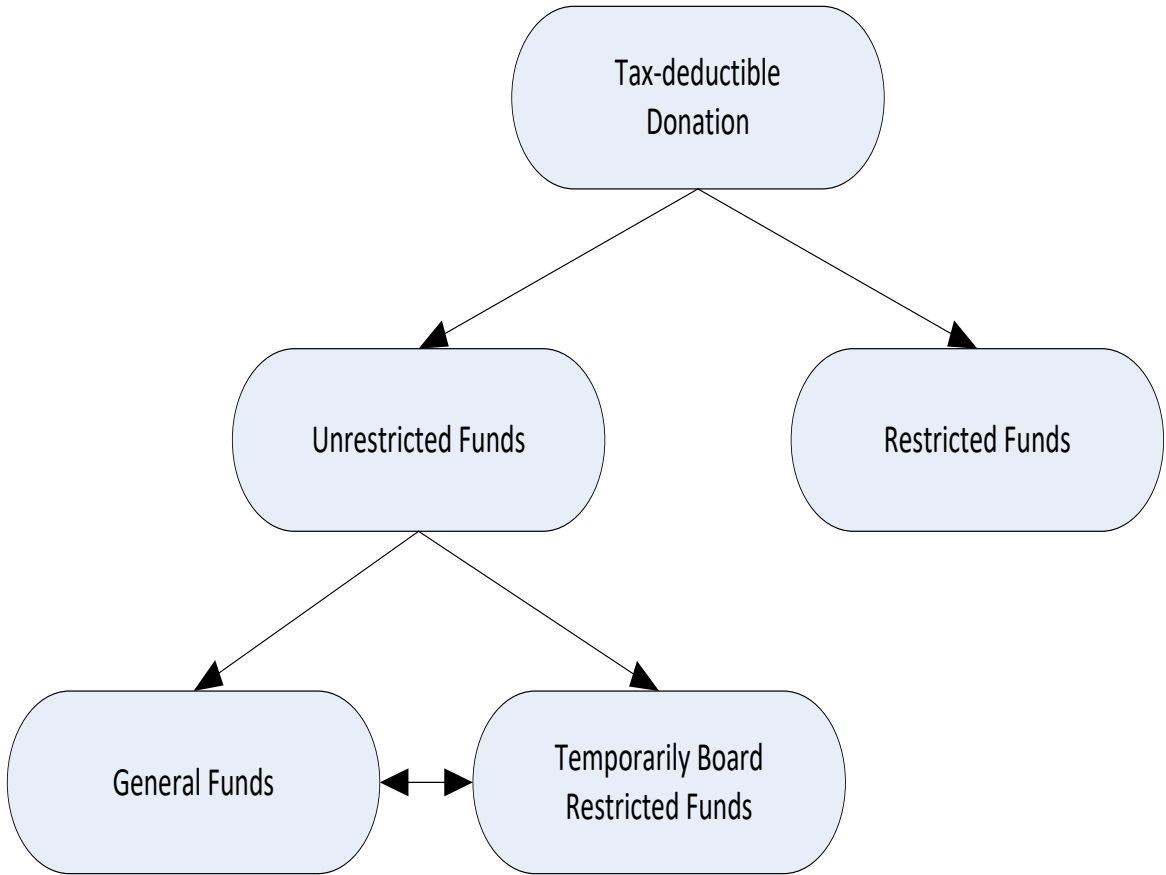 Tax-deductible
Donation
Unrestricted Funds
Restricted Funds
General Funds
Temporarily Board
Restricted Funds